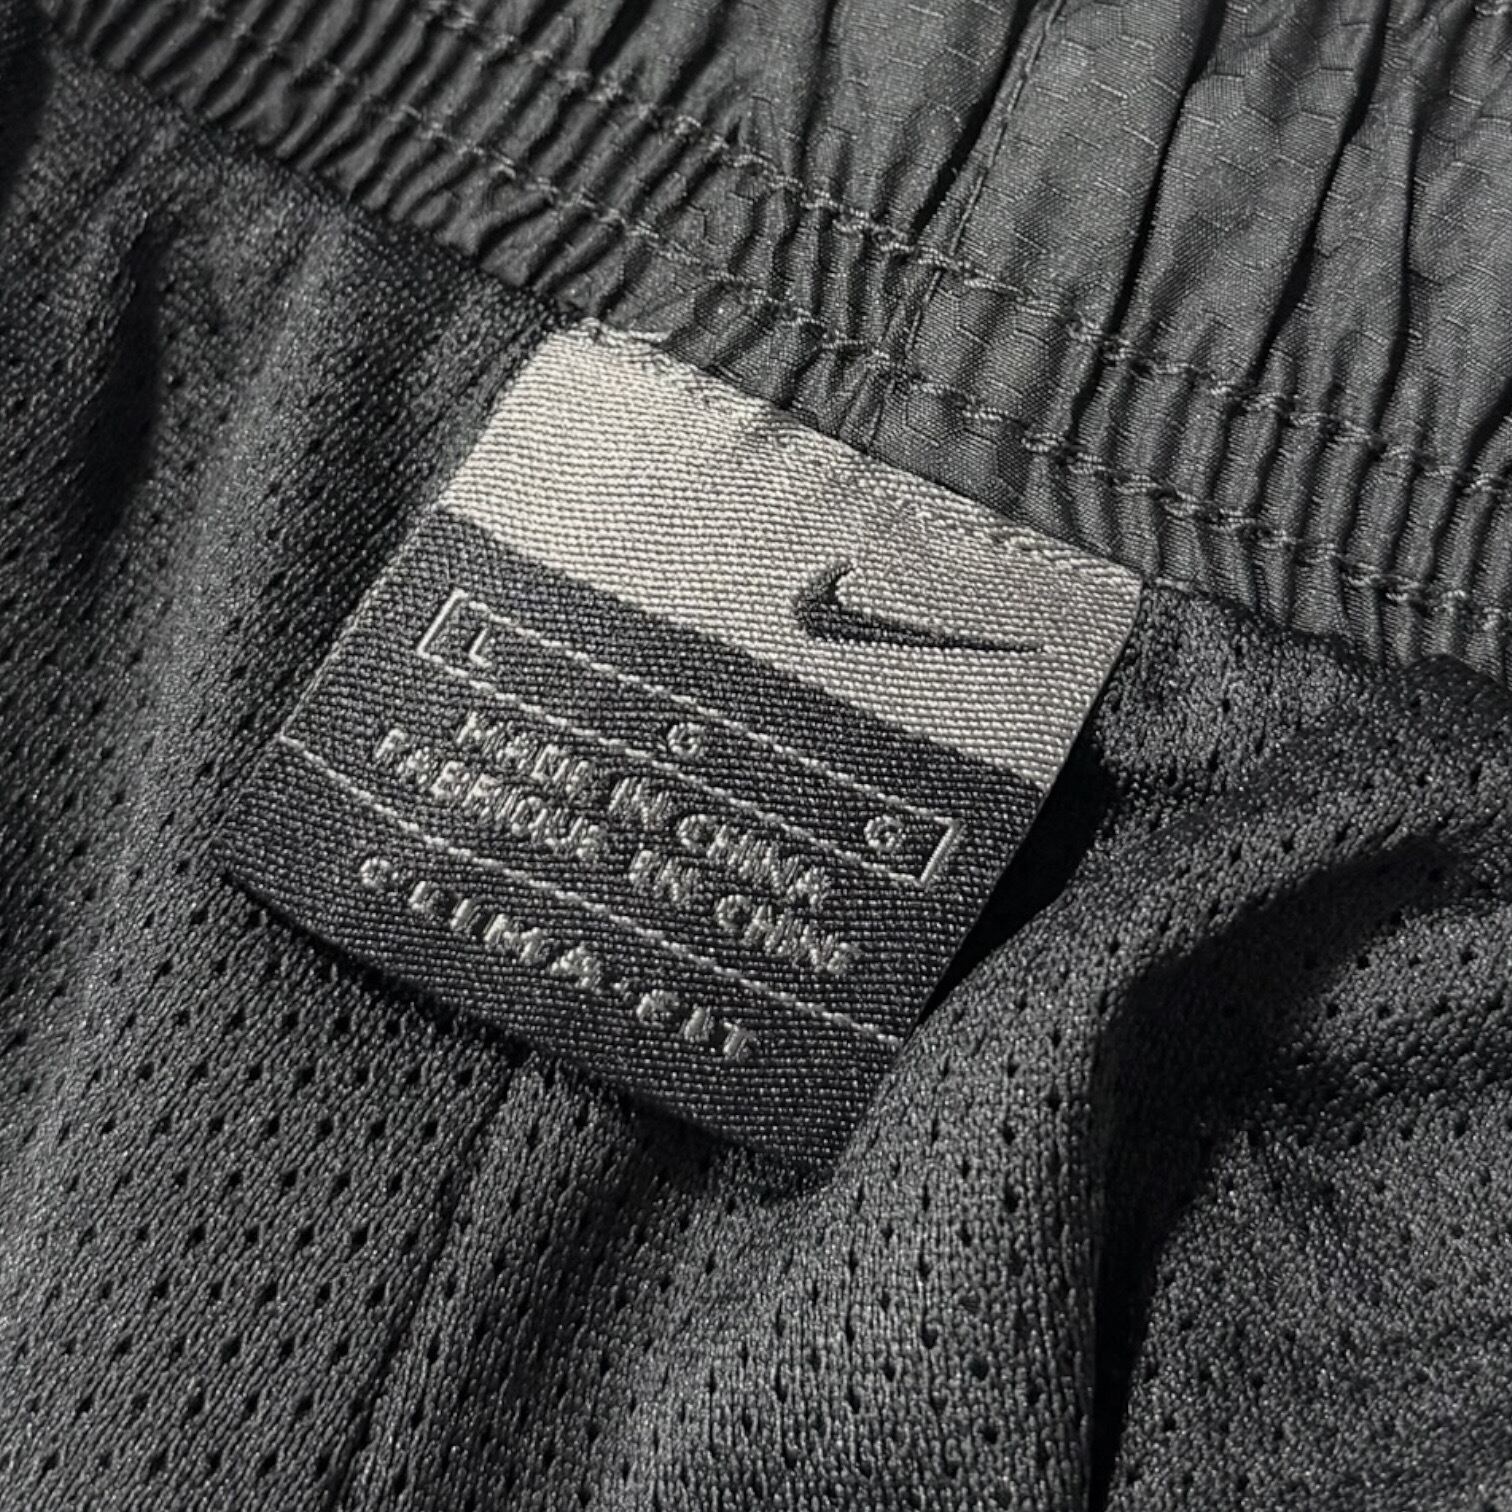 L G G
MADE IN CHINA
FABRIQUE EN CHINE
CLIMA-FIT